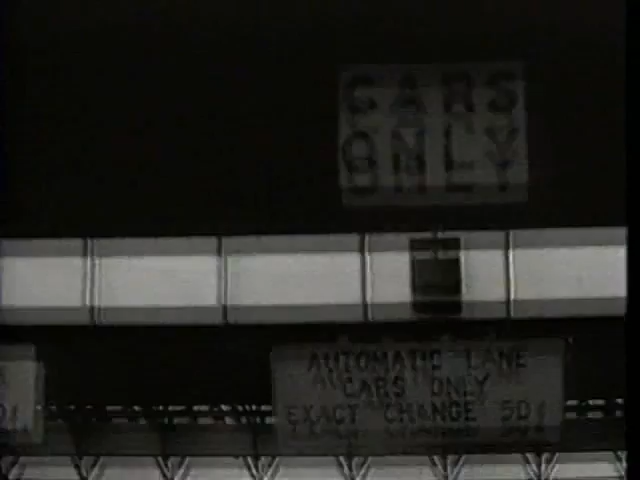 CARS
ONLY
AUTOMATIC LANE
CARS ONLY
EXACT CHANGE 50¢